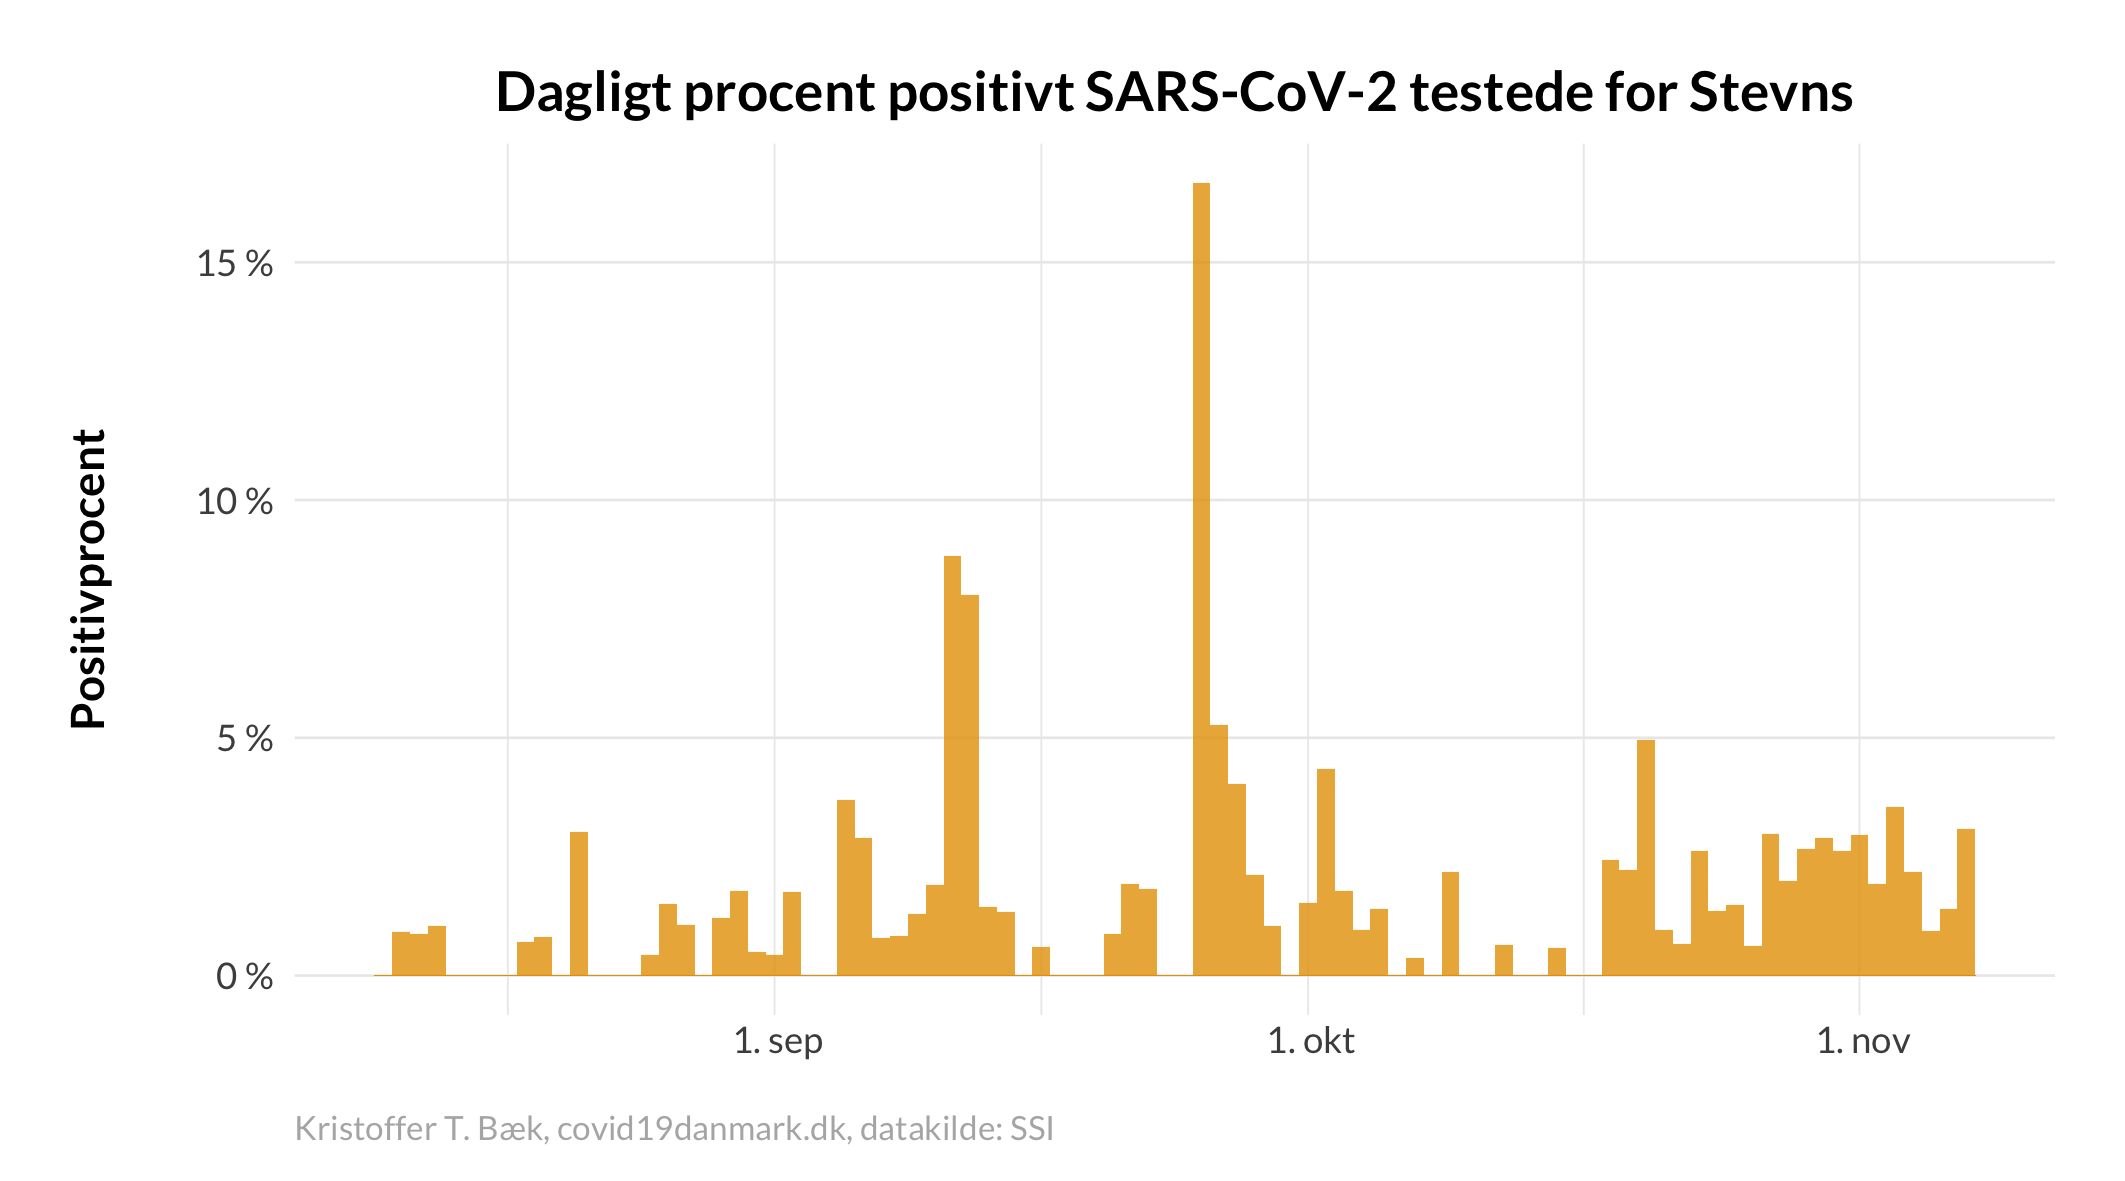 Dagligt procent positivt SARS-CoV-2 testede for Stevns
Positivprocent
15 %
10 %
5 %
0 %
1. sep
1. okt
1. nov
Kristoffer T. Bæk, covid19danmark.dk, datakilde: SSI